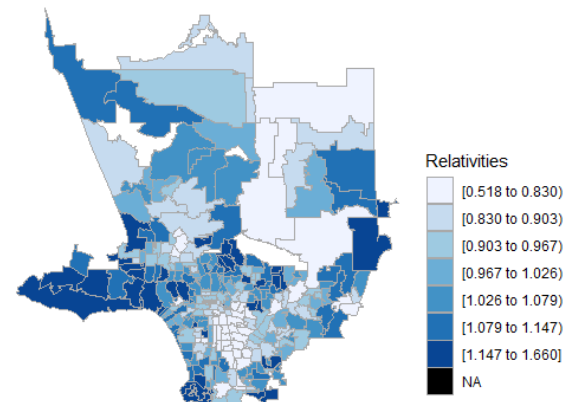 Relativities
[0.518 to 0.830)
[0.830 to 0.903)
[0.903 to 0.967)
[0.967 to 1.026)
[1.026 to 1.079)
[1.079 to 1.147)
[1.147 to 1.660]
NA